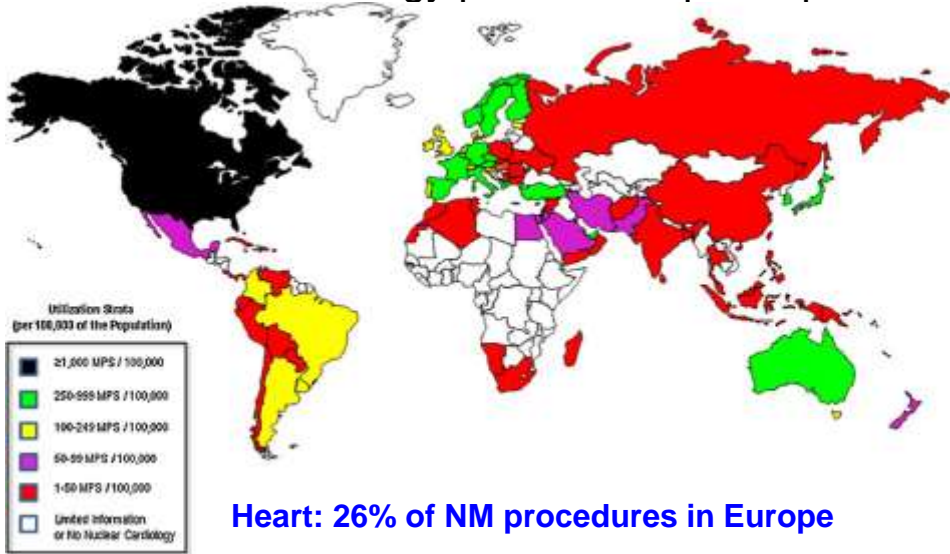 Utilization Strata
(per 100,000 of the Population)
≥1,000 MPS / 100,000
250-999 MPS / 100,000
100-249 MPS / 100,000
50-99 MPS / 100,000
1-50 MPS / 100,000
Limited Information
or No Nuclear Cardiology
Heart: 26% of NM procedures in Europe